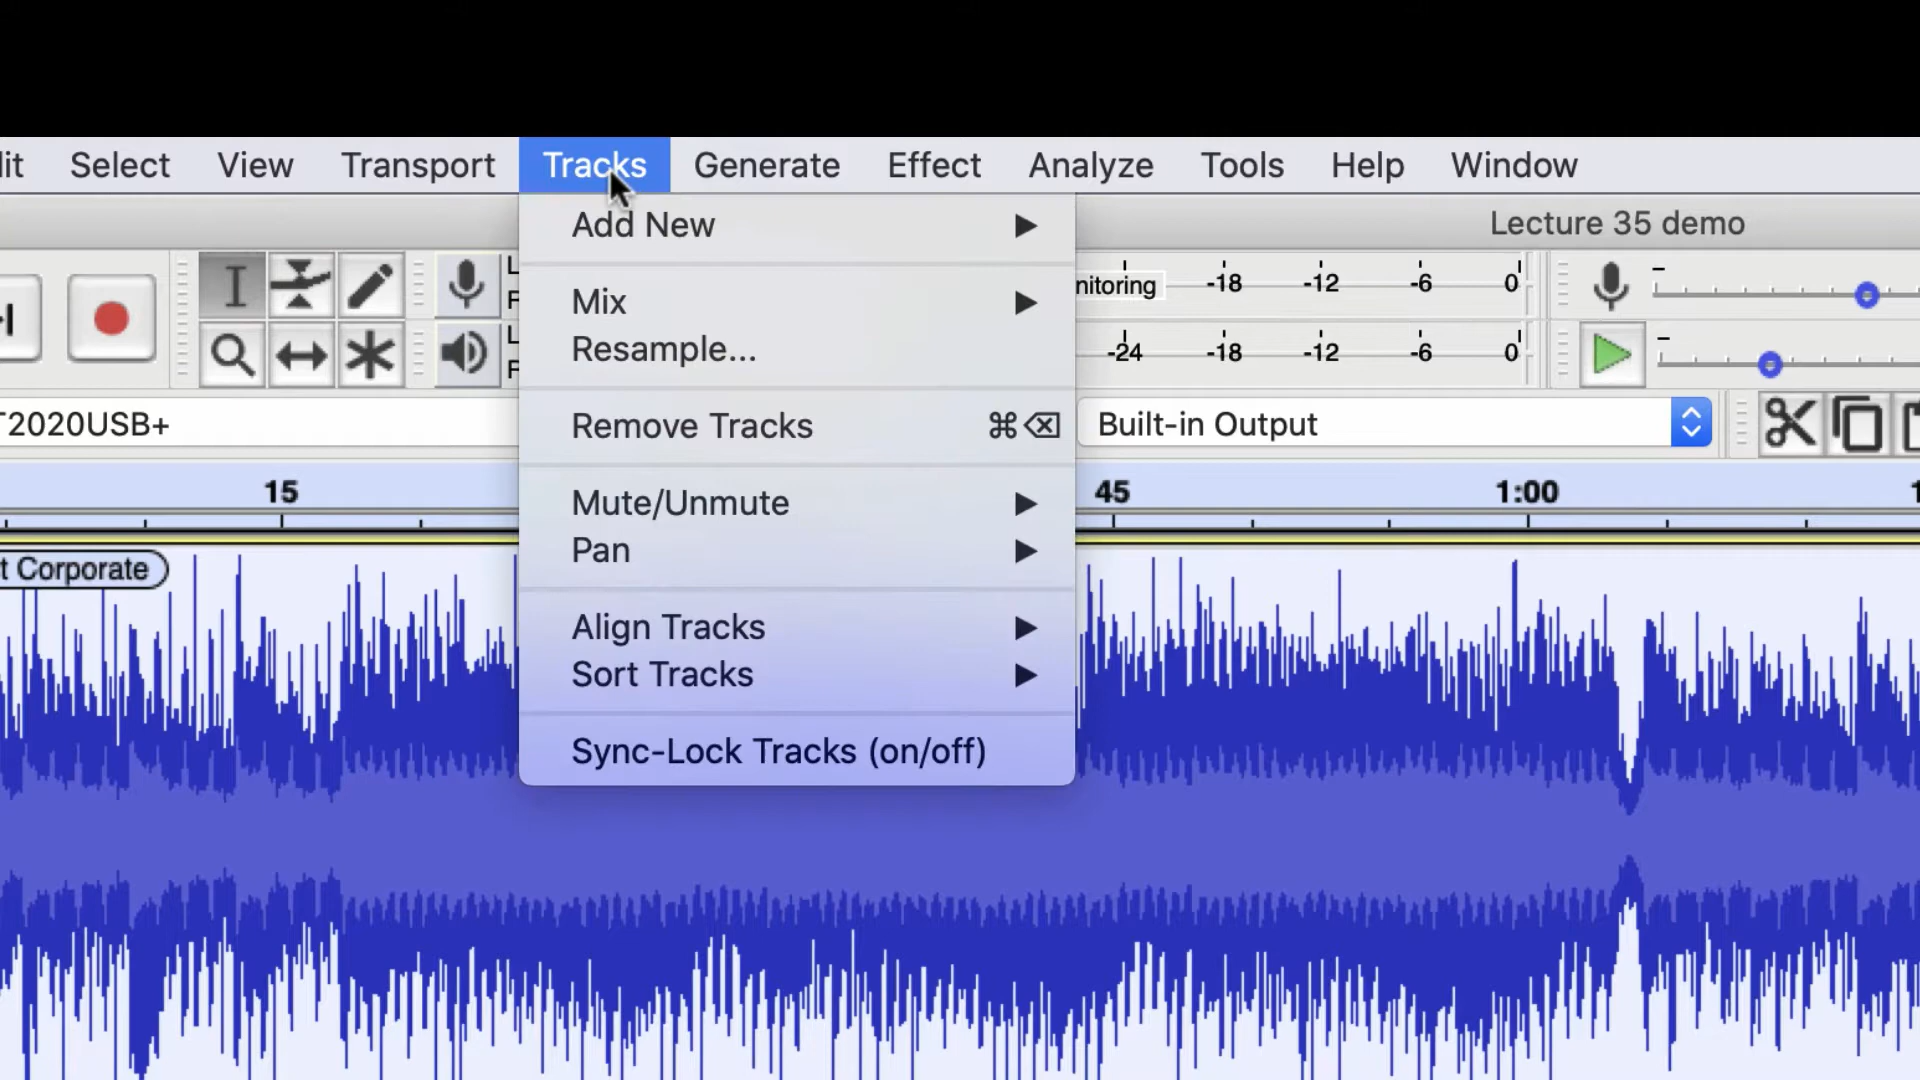 lit Select View Transport Tracks Generate Effect Analyze Tools Help Window
Lecture 35 demo
Add New
Mix
Resample...
Remove Tracks ⌘⌫
Mute/Unmute
Pan
Align Tracks
Sort Tracks
Sync-Lock Tracks (on/off)
L
R
nitoring -18 -12 -6 0
L
R
-24 -18 -12 -6 0
T2020USB+
Built-in Output
15 45 1:00 1
t Corporate